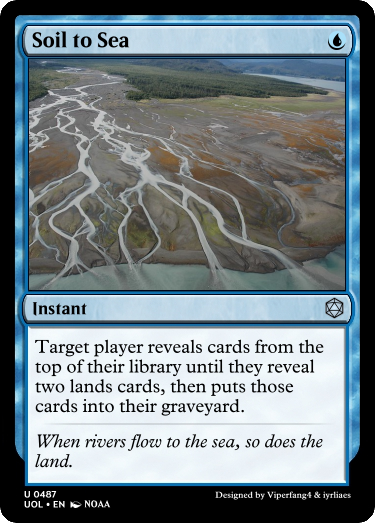 Soil to Sea
Instant
Target player reveals cards from the
top of their library until they reveal
two lands cards, then puts those
cards into their graveyard.
When rivers flow to the sea, so does the
land.
U 0487
UOL • EN NOAA
Designed by Viperfang4 & iyrliaes